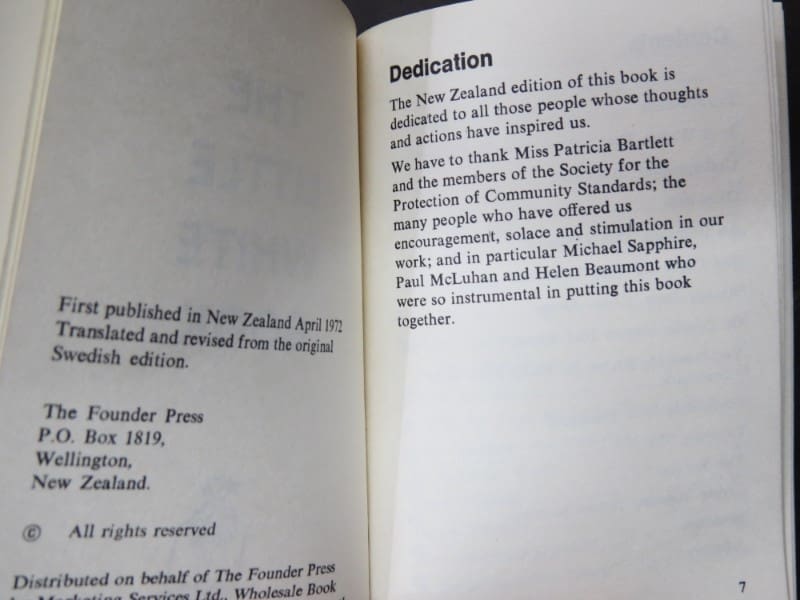 First published in New Zealand April 1972
Translated and revised from the original
Swedish edition.
The Founder Press
P.O. Box 1819,
Wellington,
New Zealand.
© All rights reserved
Distributed on behalf of The Founder Press
Marketing Services Ltd., Wholesale Book
Dedication
The New Zealand edition of this book is
dedicated to all those people whose thoughts
and actions have inspired us.
We have to thank Miss Patricia Bartlett
and the members of the Society for the
Protection of Community Standards; the
many people who have offered us
encouragement, solace and stimulation in our
work; and in particular Michael Sapphire,
Paul McLuhan and Helen Beaumont who
were so instrumental in putting this book
together.
7